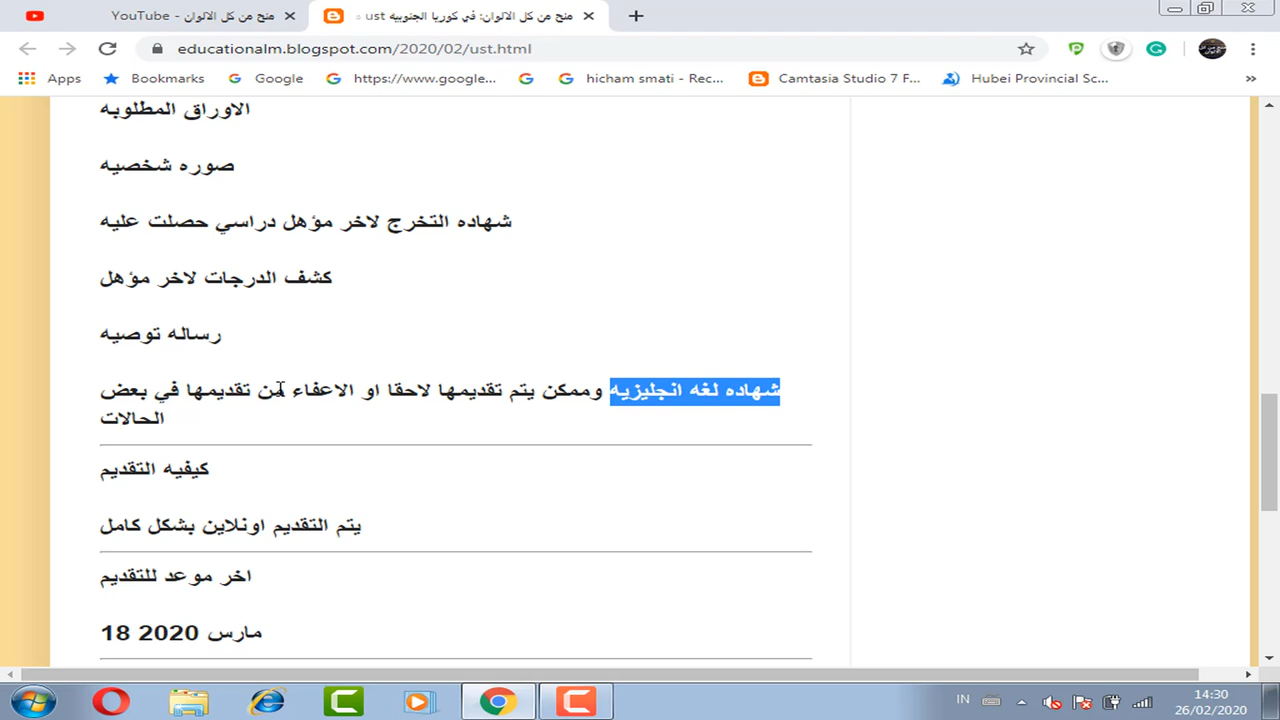 منح من كل الالوان - YouTube
منح من كل الالوان: في كوريا الجنوبيه ust
educationalm.blogspot.com/2020/02/ust.html
Apps
Bookmarks
Google
https://www.google...
hicham smati - Rec...
Camtasia Studio 7 F...
Hubei Provincial Sc...
»
الاوراق المطلوبه
صوره شخصيه
شهاده التخرج لاخر مؤهل دراسي حصلت عليه
كشف الدرجات لاخر مؤهل
رساله توصيه
شهاده لغه انجليزيه وممكن يتم تقديمها لاحقا او الاعفاء من تقديمها في بعض
الحالات
كيفيه التقديم
يتم التقديم اونلاين بشكل كامل
اخر موعد للتقديم
18 مارس 2020
IN
14:30
26/02/2020